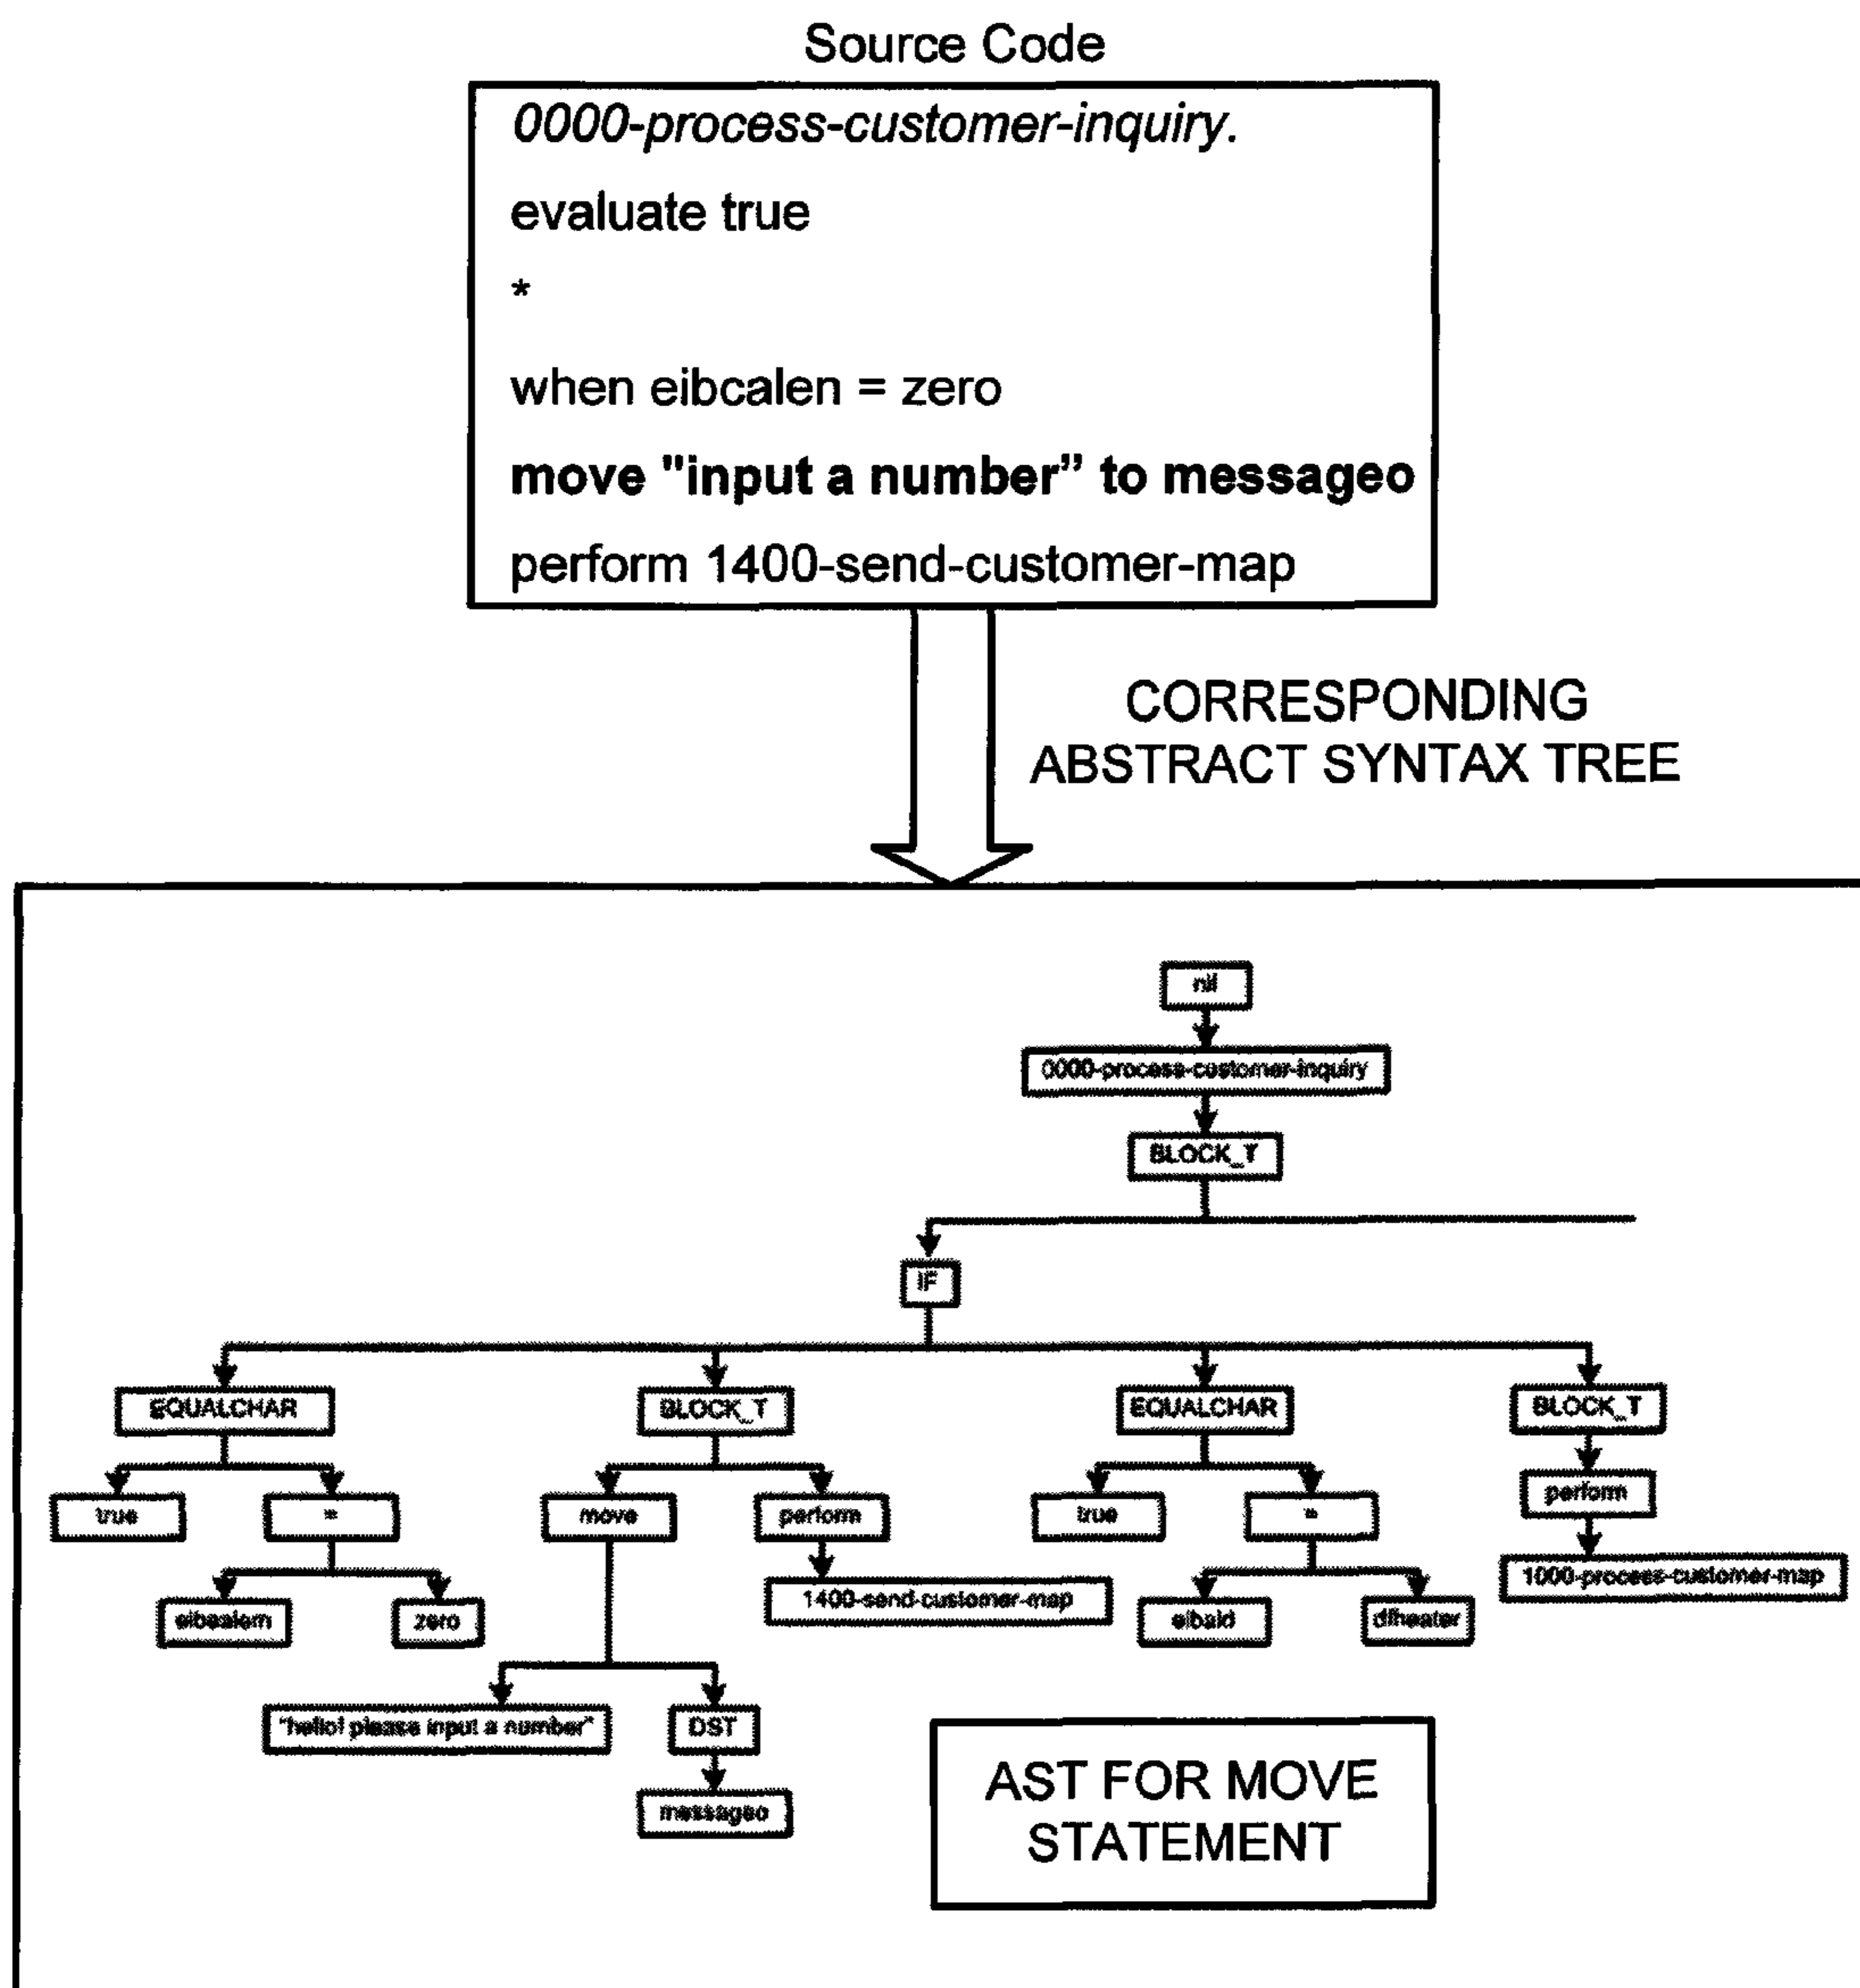 Source Code
0000-process-customer-inquiry.
evaluate true
*
when eibcalen = zero
move "input a number” to messageo
perform 1400-send-customer-map
CORRESPONDING
ABSTRACT SYNTAX TREE
nil
0000-process-customer-inquiry
BLOCK_T
IF
EQUALCHAR
BLOCK_T
EQUALCHAR
BLOCK_T
true
=
move
perform
true
=
perform
zero
1400-send-customer-map
1000-process-customer-map
"hello! please input a number"
DST
messageo
AST FOR MOVE
STATEMENT